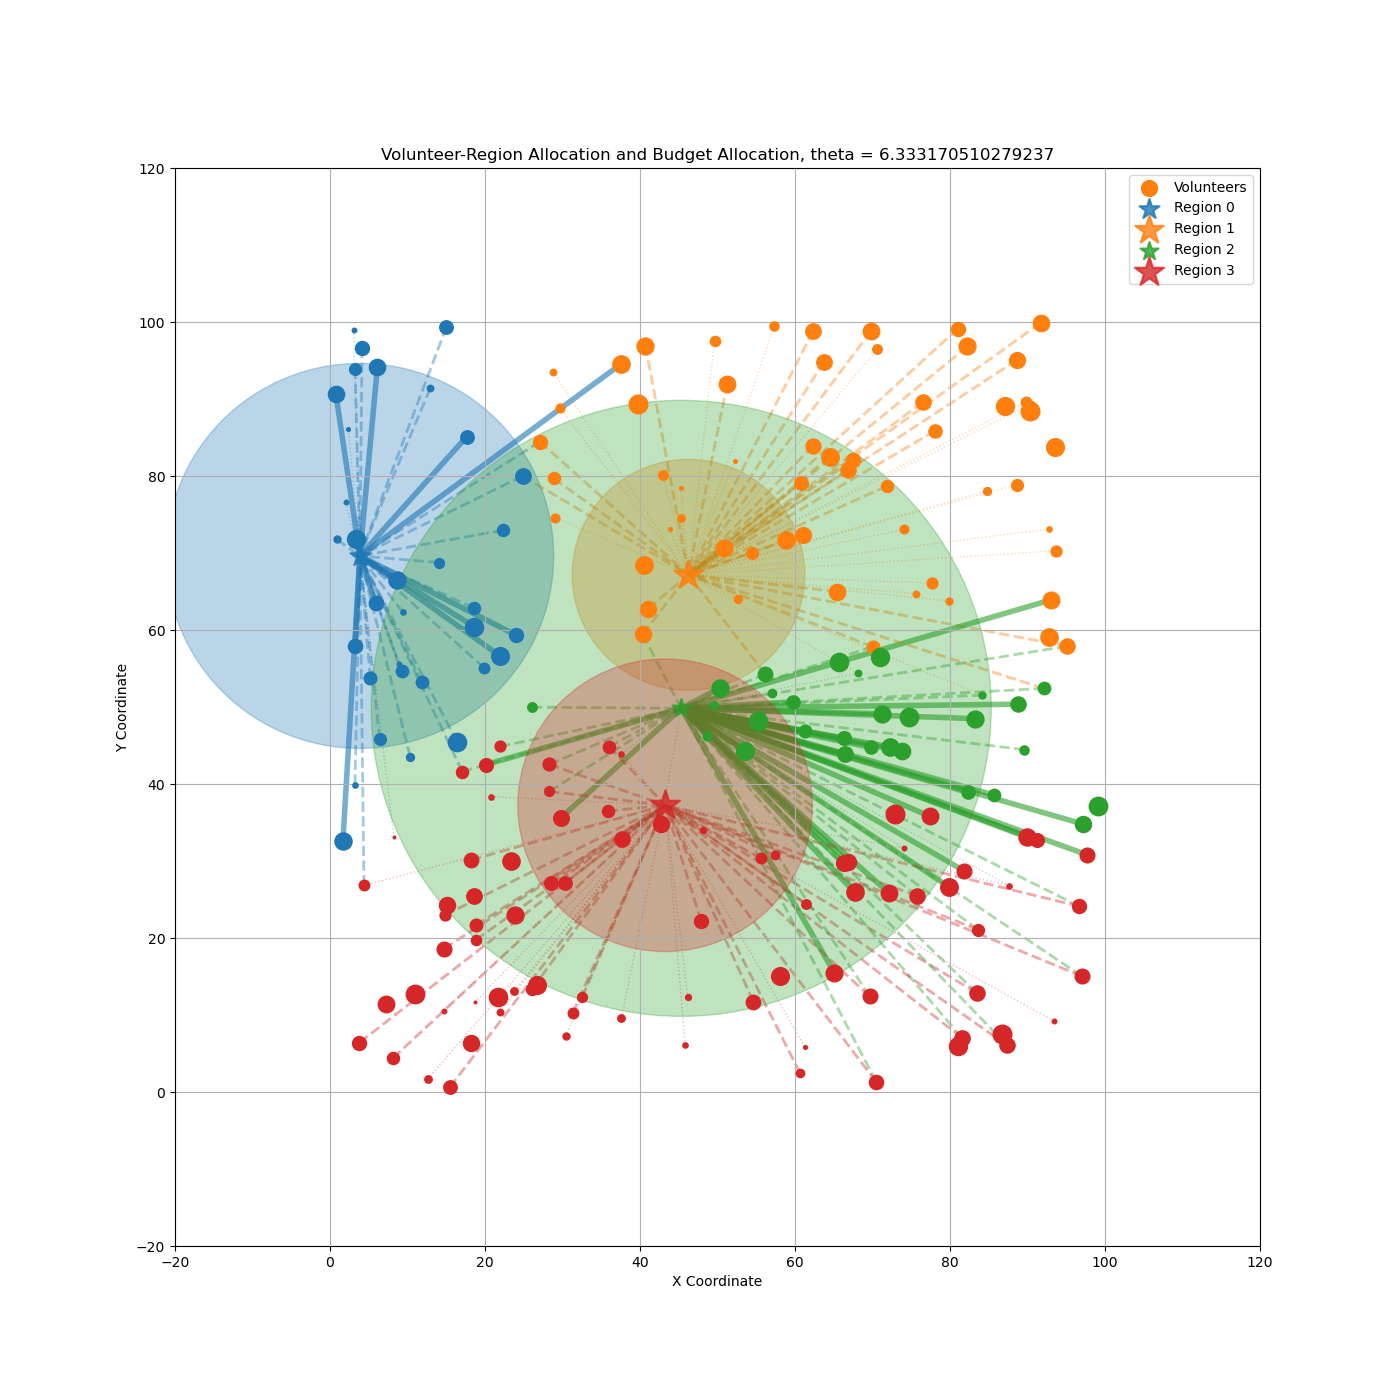 Volunteer-Region Allocation and Budget Allocation, theta = 6.333170510279237
120
100
80
60
40
20
0
−20
Y Coordinate
Volunteers
Region 0
Region 1
Region 2
Region 3
−20 0 20 40 60 80 100 120
X Coordinate